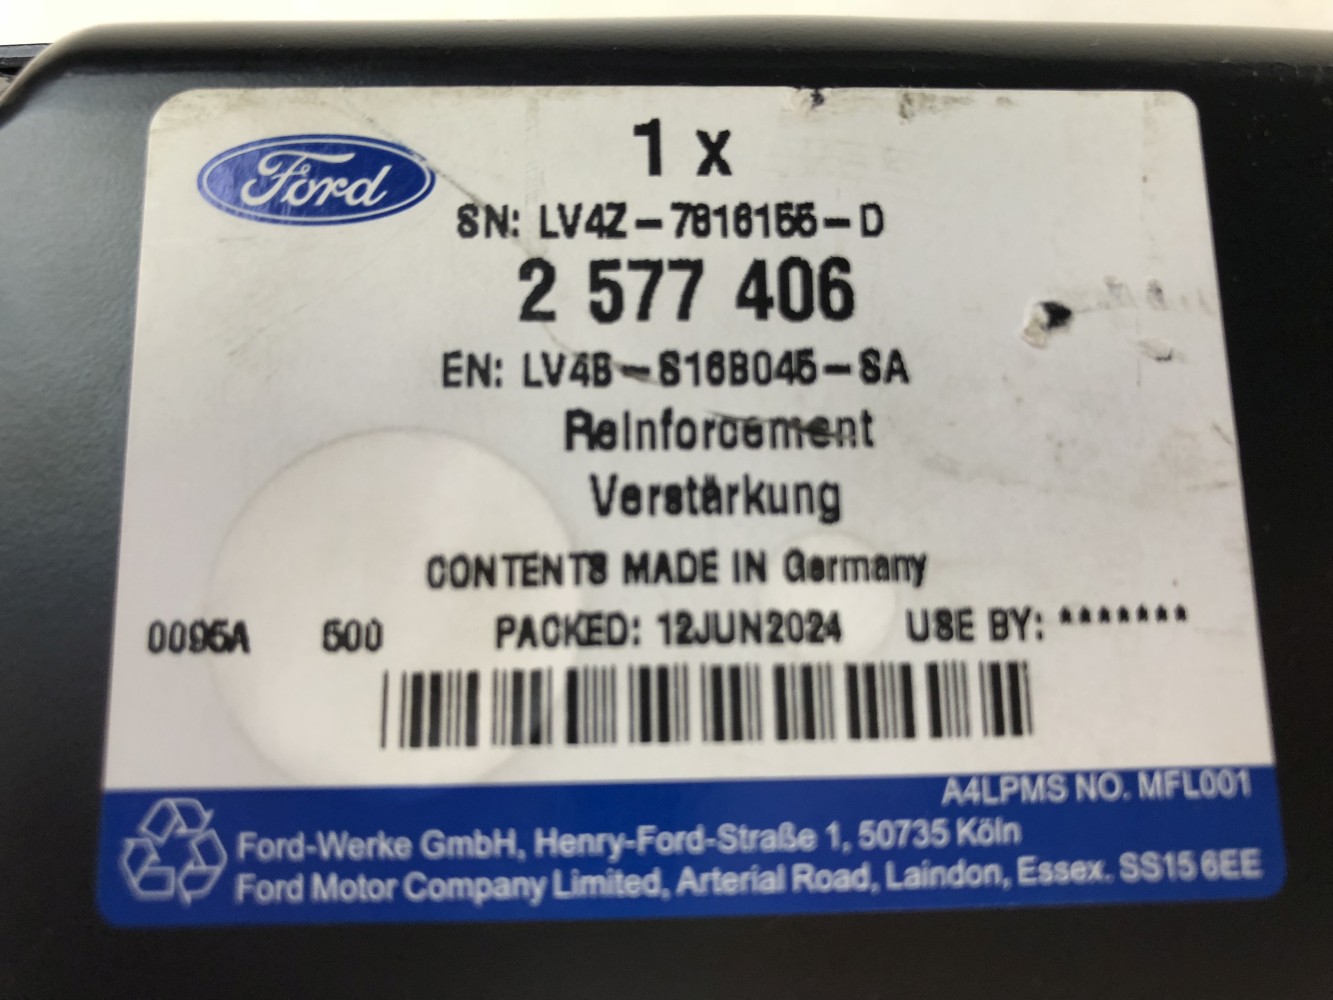 Ford
1 x
SN: LV4Z-7816155-D
2 577 406
EN: LV4B-S16B045-SA
Reinforcement
Verstärkung
CONTENTS MADE IN Germany
0095A 500 PACKED: 12JUN2024 USE BY: *******
A4LPMS NO. MFL001
Ford-Werke GmbH, Henry-Ford-Straße 1, 50735 Köln
Ford Motor Company Limited, Arterial Road, Laindon, Essex. SS15 6EE